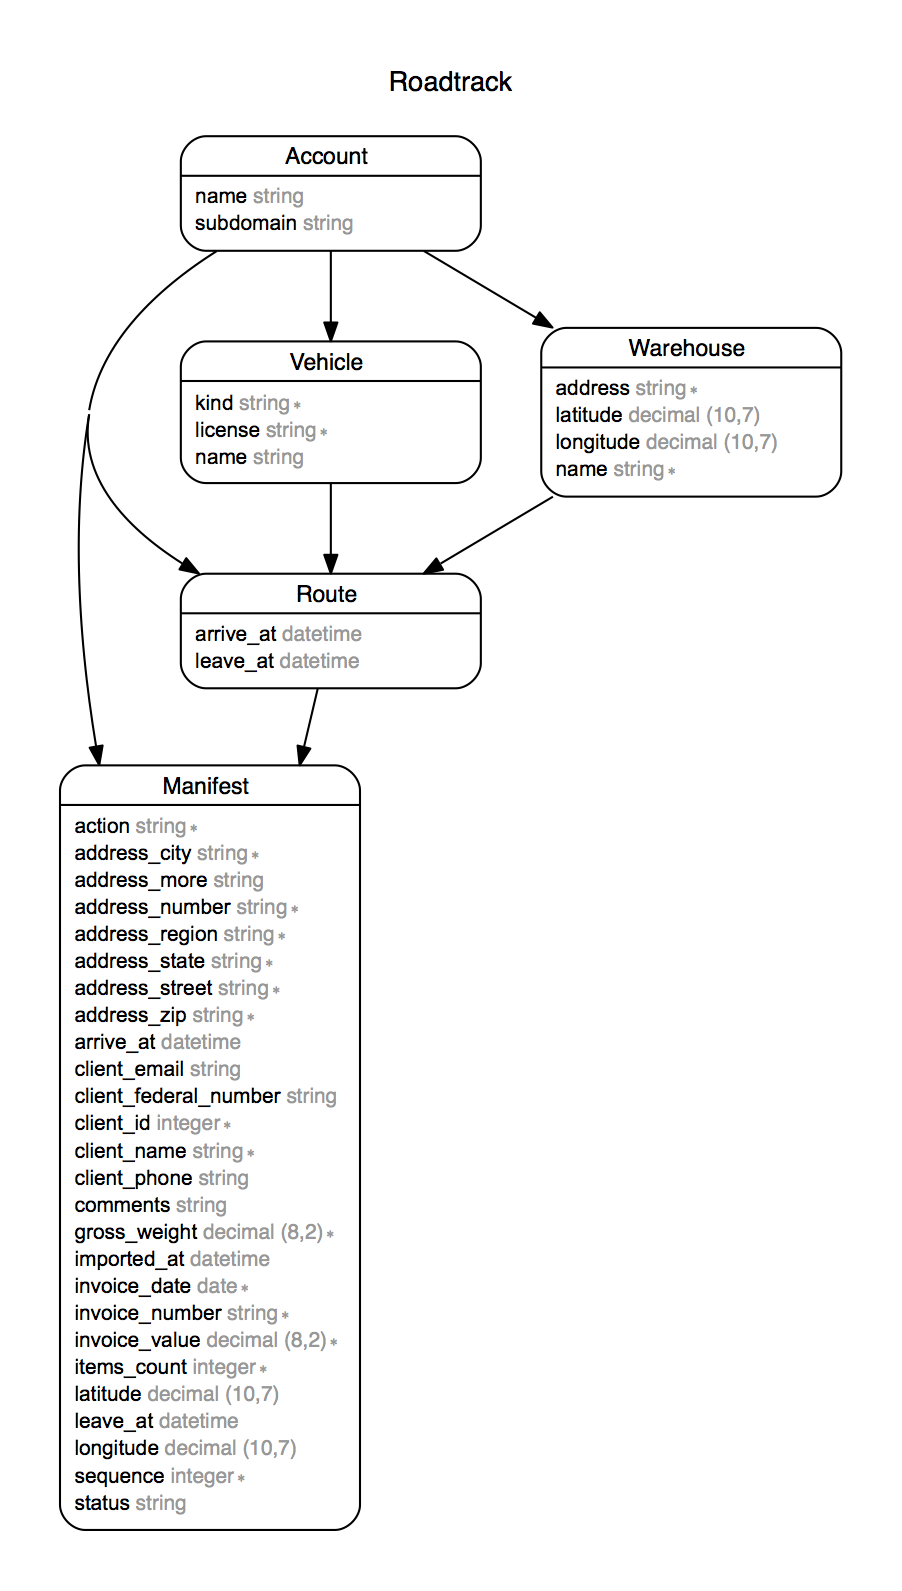 Roadtrack
Account
name string
subdomain string
Vehicle
kind string *
license string *
name string
Warehouse
address string *
latitude decimal (10,7)
longitude decimal (10,7)
name string *
Route
arrive_at datetime
leave_at datetime
Manifest
action string *
address_city string *
address_more string
address_number string *
address_region string *
address_state string *
address_street string *
address_zip string *
arrive_at datetime
client_email string
client_federal_number string
client_id integer *
client_name string *
client_phone string
comments string
gross_weight decimal (8,2) *
imported_at datetime
invoice_date date *
invoice_number string *
invoice_value decimal (8,2) *
items_count integer *
latitude decimal (10,7)
leave_at datetime
longitude decimal (10,7)
sequence integer *
status string